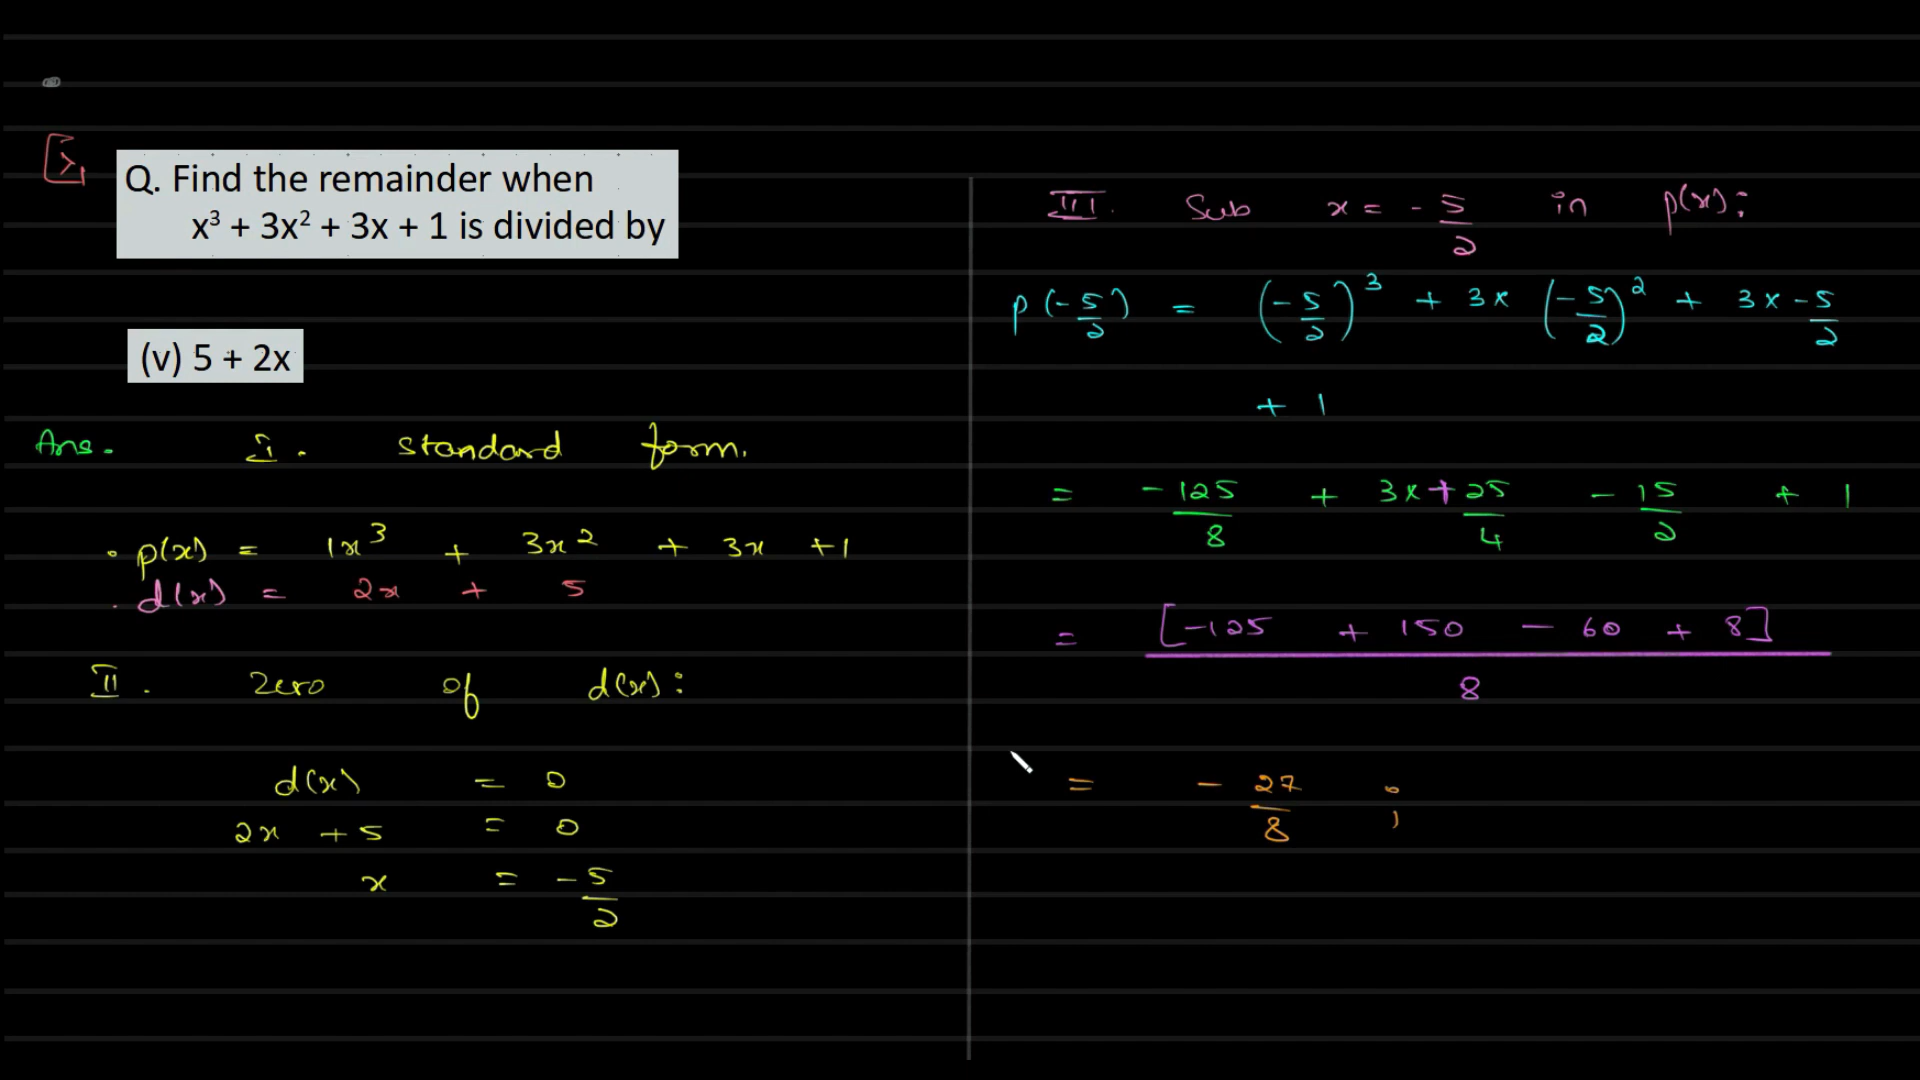 Q. Find the remainder when
x³ + 3x² + 3x + 1 is divided by
(v) 5 + 2x
Ans. I. standard form.
• p(x) = 1x³ + 3x² + 3x + 1
• d(x) = 2x + 5
II. Zero of d(x):
d(x) = 0
2x + 5 = 0
x = -5/2
III. Sub x = -5/2 in p(x):
p(-5/2) = (-5/2)³ + 3x(-5/2)² + 3x-5/2
+ 1
= -125/8 + 3x+25/4 - 15/2 + 1
= [-125 + 150 - 60 + 8]/8
= -27/8 ;